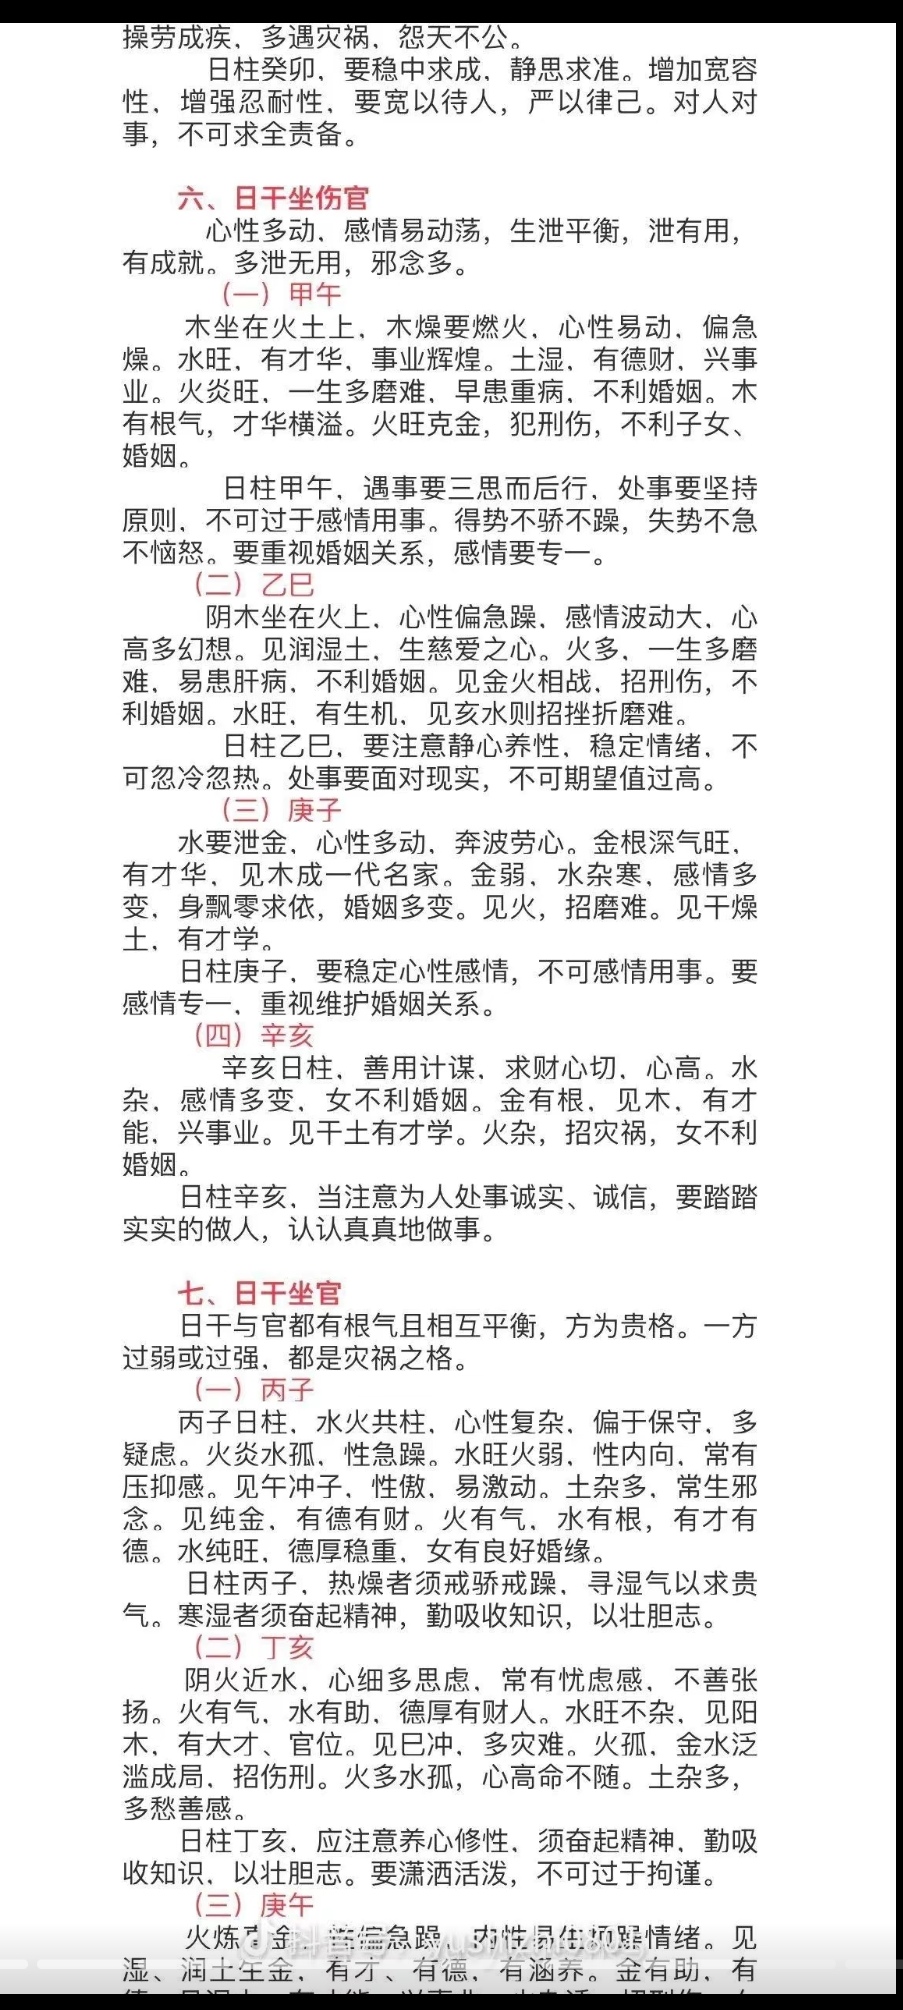 操劳成疾，多遇灾祸，怨天不公。
日柱癸卯，要稳中求成，静思求准。增加宽容
性，增强忍耐性，要宽以待人，严以律己。对人对
事，不可求全责备。
六、日干坐伤官
心性多动，感情易动荡，生泄平衡，泄有用，
有成就。多泄无用，邪念多。
（一）甲午
木坐在火土上，木燥要燃火，心性易动，偏急
燥。水旺，有才华，事业辉煌。土湿，有德财，兴事
业。火炎旺，一生多磨难，早患重病，不利婚姻。木
有根气，才华横溢。火旺克金，犯刑伤，不利子女、
婚姻。
日柱甲午，遇事要三思而后行，处事要坚持
原则，不可过于感情用事。得势不骄不躁，失势不急
不恼怒。要重视婚姻关系，感情要专一。
（二）乙巳
阴木坐在火上，心性偏急躁，感情波动大，心
高多幻想。见润湿土，生慈爱之心。火多，一生多磨
难，易患肝病，不利婚姻。见金火相战，招刑伤，不
利婚姻。水旺，有生机，见亥水则招挫折磨难。
日柱乙巳，要注意静心养性，稳定情绪，不
可忽冷忽热。处事要面对现实，不可期望值过高。
（三）庚子
水要泄金，心性多动，奔波劳心。金根深气旺，
有才华，见木成一代名家。金弱，水杂寒，感情多
变，身飘零求依，婚姻多变。见火，招磨难。见干燥
土，有才学。
日柱庚子，要稳定心性感情，不可感情用事。要
感情专一，重视维护婚姻关系。
（四）辛亥
辛亥日柱，善用计谋，求财心切，心高。水
杂，感情多变，女不利婚姻。金有根，见木，有才
能，兴事业。见干土有才学。火杂，招灾祸，女不利
婚姻。
日柱辛亥，当注意为人处事诚实、诚信，要踏踏
实实的做人，认认真真地做事。
七、日干坐官
日干与官都有根气且相互平衡，方为贵格。一方
过弱或过强，都是灾祸之格。
（一）丙子
丙子日柱，水火共柱，心性复杂，偏于保守，多
疑虑。火炎水孤，性急躁。水旺火弱，性内向，常有
压抑感。见午冲子，性傲，易激动。土杂多，常生邪
念。见纯金，有德有财。火有气，水有根，有才有
德。水纯旺，德厚稳重，女有良好婚缘。
日柱丙子，热燥者须戒骄戒躁，寻湿气以求贵
气。寒湿者须奋起精神，勤吸收知识，以壮胆志。
（二）丁亥
阴火近水，心细多思虑，常有忧虑感，不善张
扬。火有气，水有助，德厚有财人。水旺不杂，见阳
木，有大才、官位。见巳冲，多灾难。火孤，金水泛
滥成局，招伤刑。火多水孤，心高命不随。土杂多，
多愁善感。
日柱丁亥，应注意养心修性，须奋起精神，勤吸
收知识，以壮胆志。要潇洒活泼，不可过于拘谨。
（三）庚午
火炼真金，性偏急躁，内性易生烦躁情绪。见
湿、润土生金，有才、有德，有涵养。金有助，有